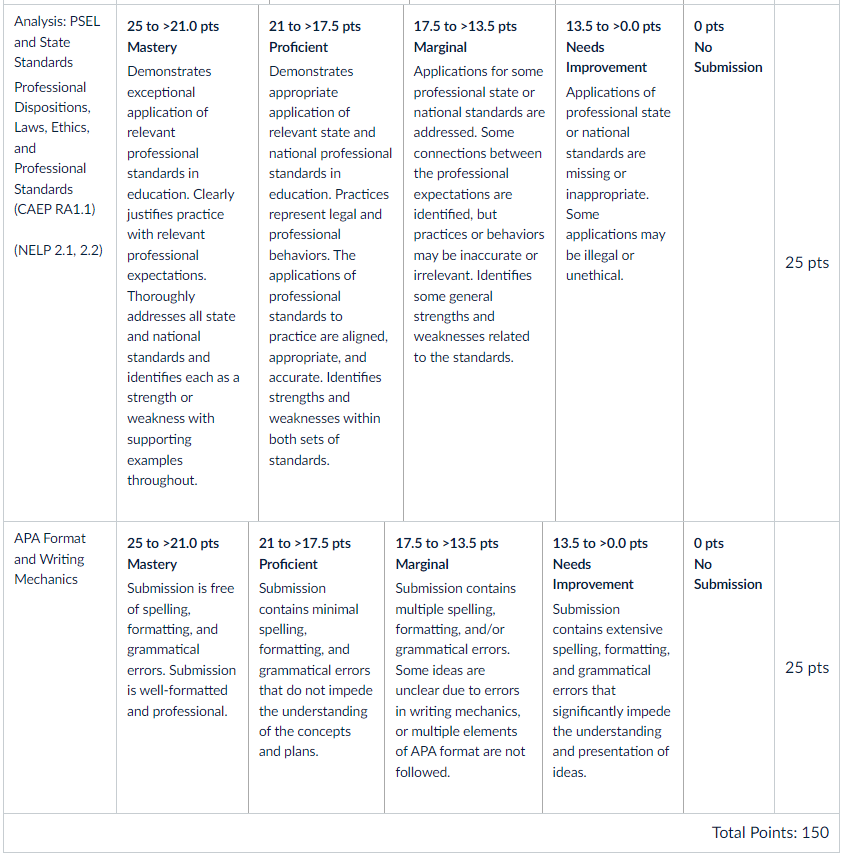 Analysis: PSEL
and State
Standards
Professional
Dispositions,
Laws, Ethics,
and
Professional
Standards
(CAEP RA1.1)
(NELP 2.1, 2.2)
25 to >21.0 pts
Mastery
Demonstrates
exceptional
application of
relevant
professional
standards in
education. Clearly
justifies practice
with relevant
professional
expectations.
Thoroughly
addresses all state
and national
standards and
identifies each as a
strength or
weakness with
supporting
examples
throughout.
21 to >17.5 pts
Proficient
Demonstrates
appropriate
application of
relevant state and
national professional
standards in
education. Practices
represent legal and
professional
behaviors. The
applications of
professional
standards to
practice are aligned,
appropriate, and
accurate. Identifies
strengths and
weaknesses within
both sets of
standards.
17.5 to >13.5 pts
Marginal
Applications for some
professional state or
national standards are
addressed. Some
connections between
the professional
expectations are
identified, but
practices or behaviors
may be inaccurate or
irrelevant. Identifies
some general
strengths and
weaknesses related
to the standards.
13.5 to >0.0 pts
Needs
Improvement
Applications of
professional state
or national
standards are
missing or
inappropriate.
Some
applications may
be illegal or
unethical.
0 pts
No
Submission
25 pts
APA Format
and Writing
Mechanics
25 to >21.0 pts
Mastery
Submission is free
of spelling,
formatting, and
grammatical
errors. Submission
is well-formatted
and professional.
21 to >17.5 pts
Proficient
Submission
contains minimal
spelling,
formatting, and
grammatical errors
that do not impede
the understanding
of the concepts
and plans.
17.5 to >13.5 pts
Marginal
Submission contains
multiple spelling,
formatting, and/or
grammatical errors.
Some ideas are
unclear due to errors
in writing mechanics,
or multiple elements
of APA format are not
followed.
13.5 to >0.0 pts
Needs
Improvement
Submission
contains extensive
spelling, formatting,
and grammatical
errors that
significantly impede
the understanding
and presentation of
ideas.
0 pts
No
Submission
25 pts
Total Points: 150